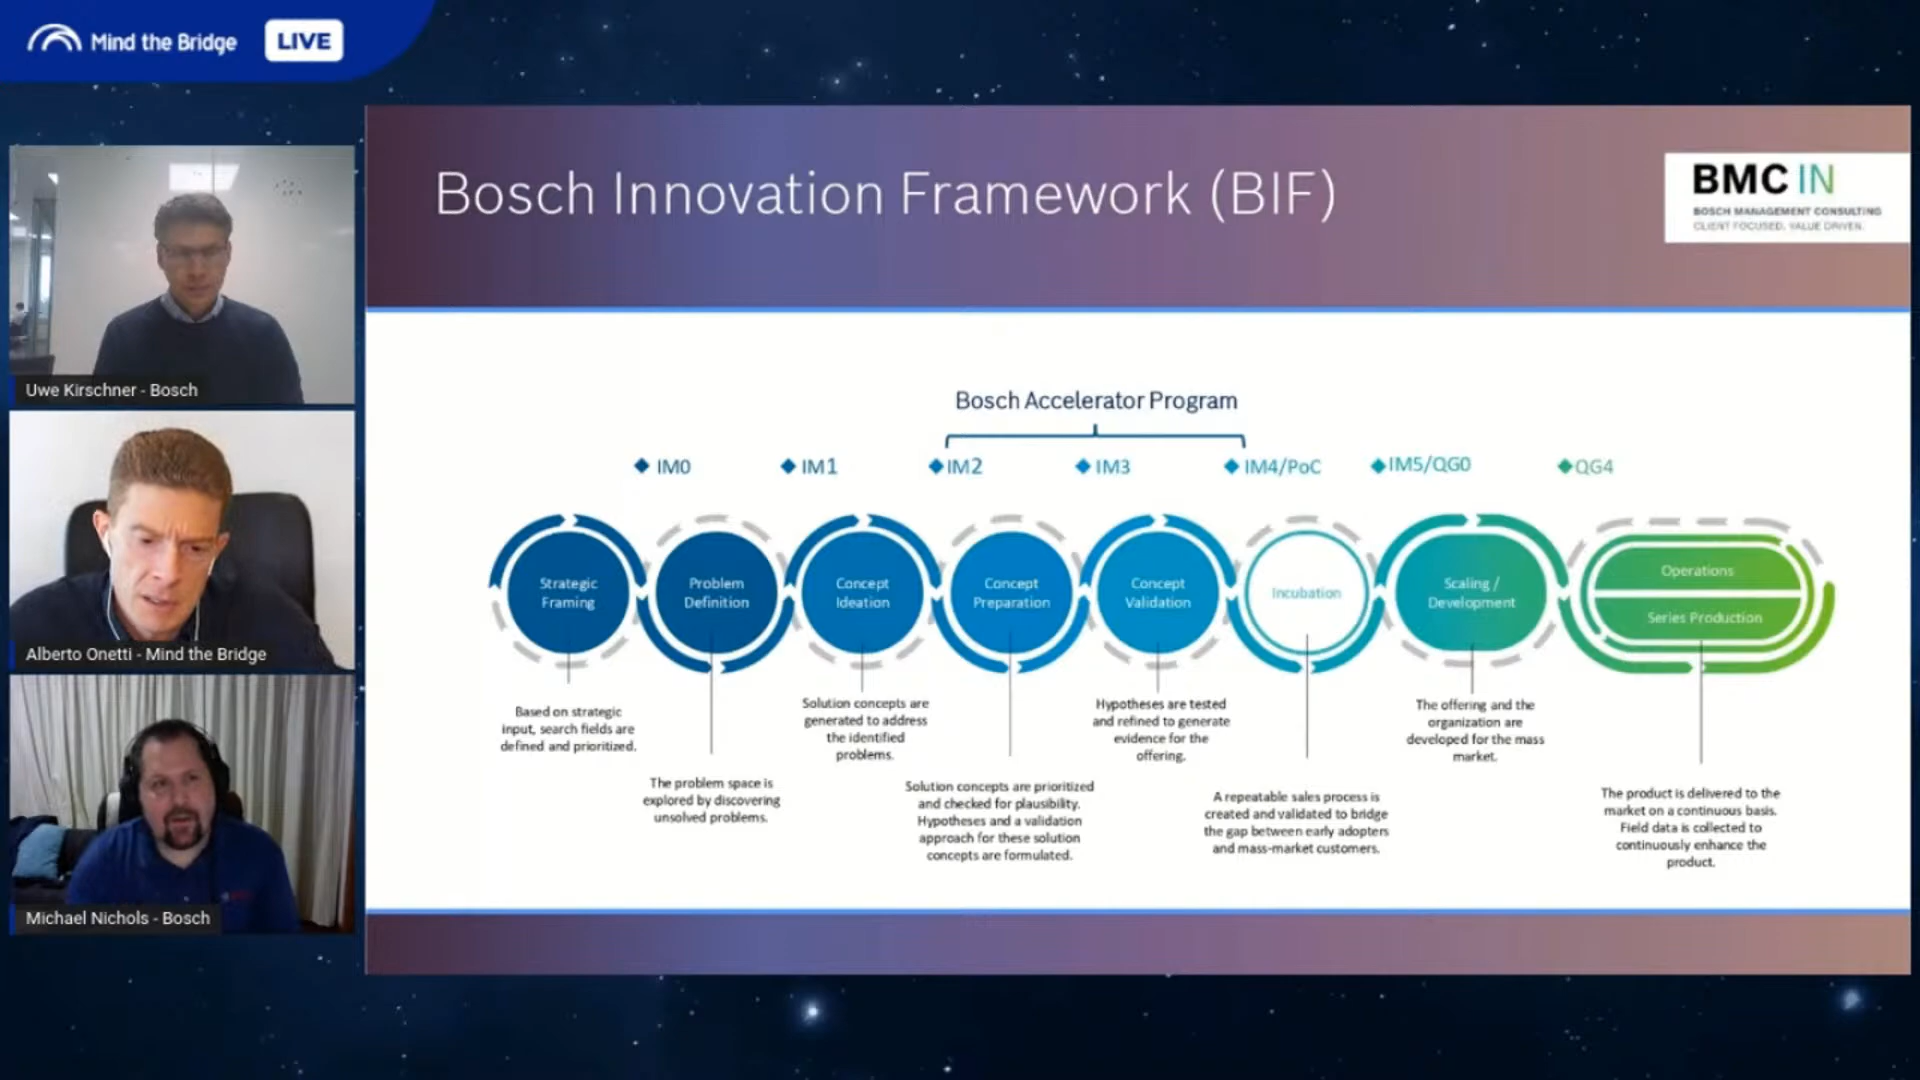 Mind the Bridge
LIVE
Uwe Kirschner - Bosch
Alberto Onetti - Mind the Bridge
Michael Nichols - Bosch
Bosch Innovation Framework (BIF)
BMC IN
BOSCH MANAGEMENT CONSULTING
CLIENT FOCUSED. VALUE DRIVEN.
Bosch Accelerator Program
IM0
IM1
IM2
IM3
IM4/PoC
IM5/QG0
QG4
Strategic
Framing
Problem
Definition
Concept
Ideation
Concept
Preparation
Concept
Validation
Incubation
Scaling /
Development
Operations
Series Production
Based on strategic
input, search fields are
defined and prioritized.
The problem space is
explored by discovering
unsolved problems.
Solution concepts are
generated to address
the identified
problems.
Solution concepts are prioritized
and checked for plausibility.
Hypotheses and a validation
approach for these solution
concepts are formulated.
Hypotheses are tested
and refined to generate
evidence for the
offering.
A repeatable sales process is
created and validated to bridge
the gap between early adopters
and mass-market customers.
The offering and the
organization are
developed for the mass
market.
The product is delivered to the
market on a continuous basis.
Field data is collected to
continuously enhance the
product.